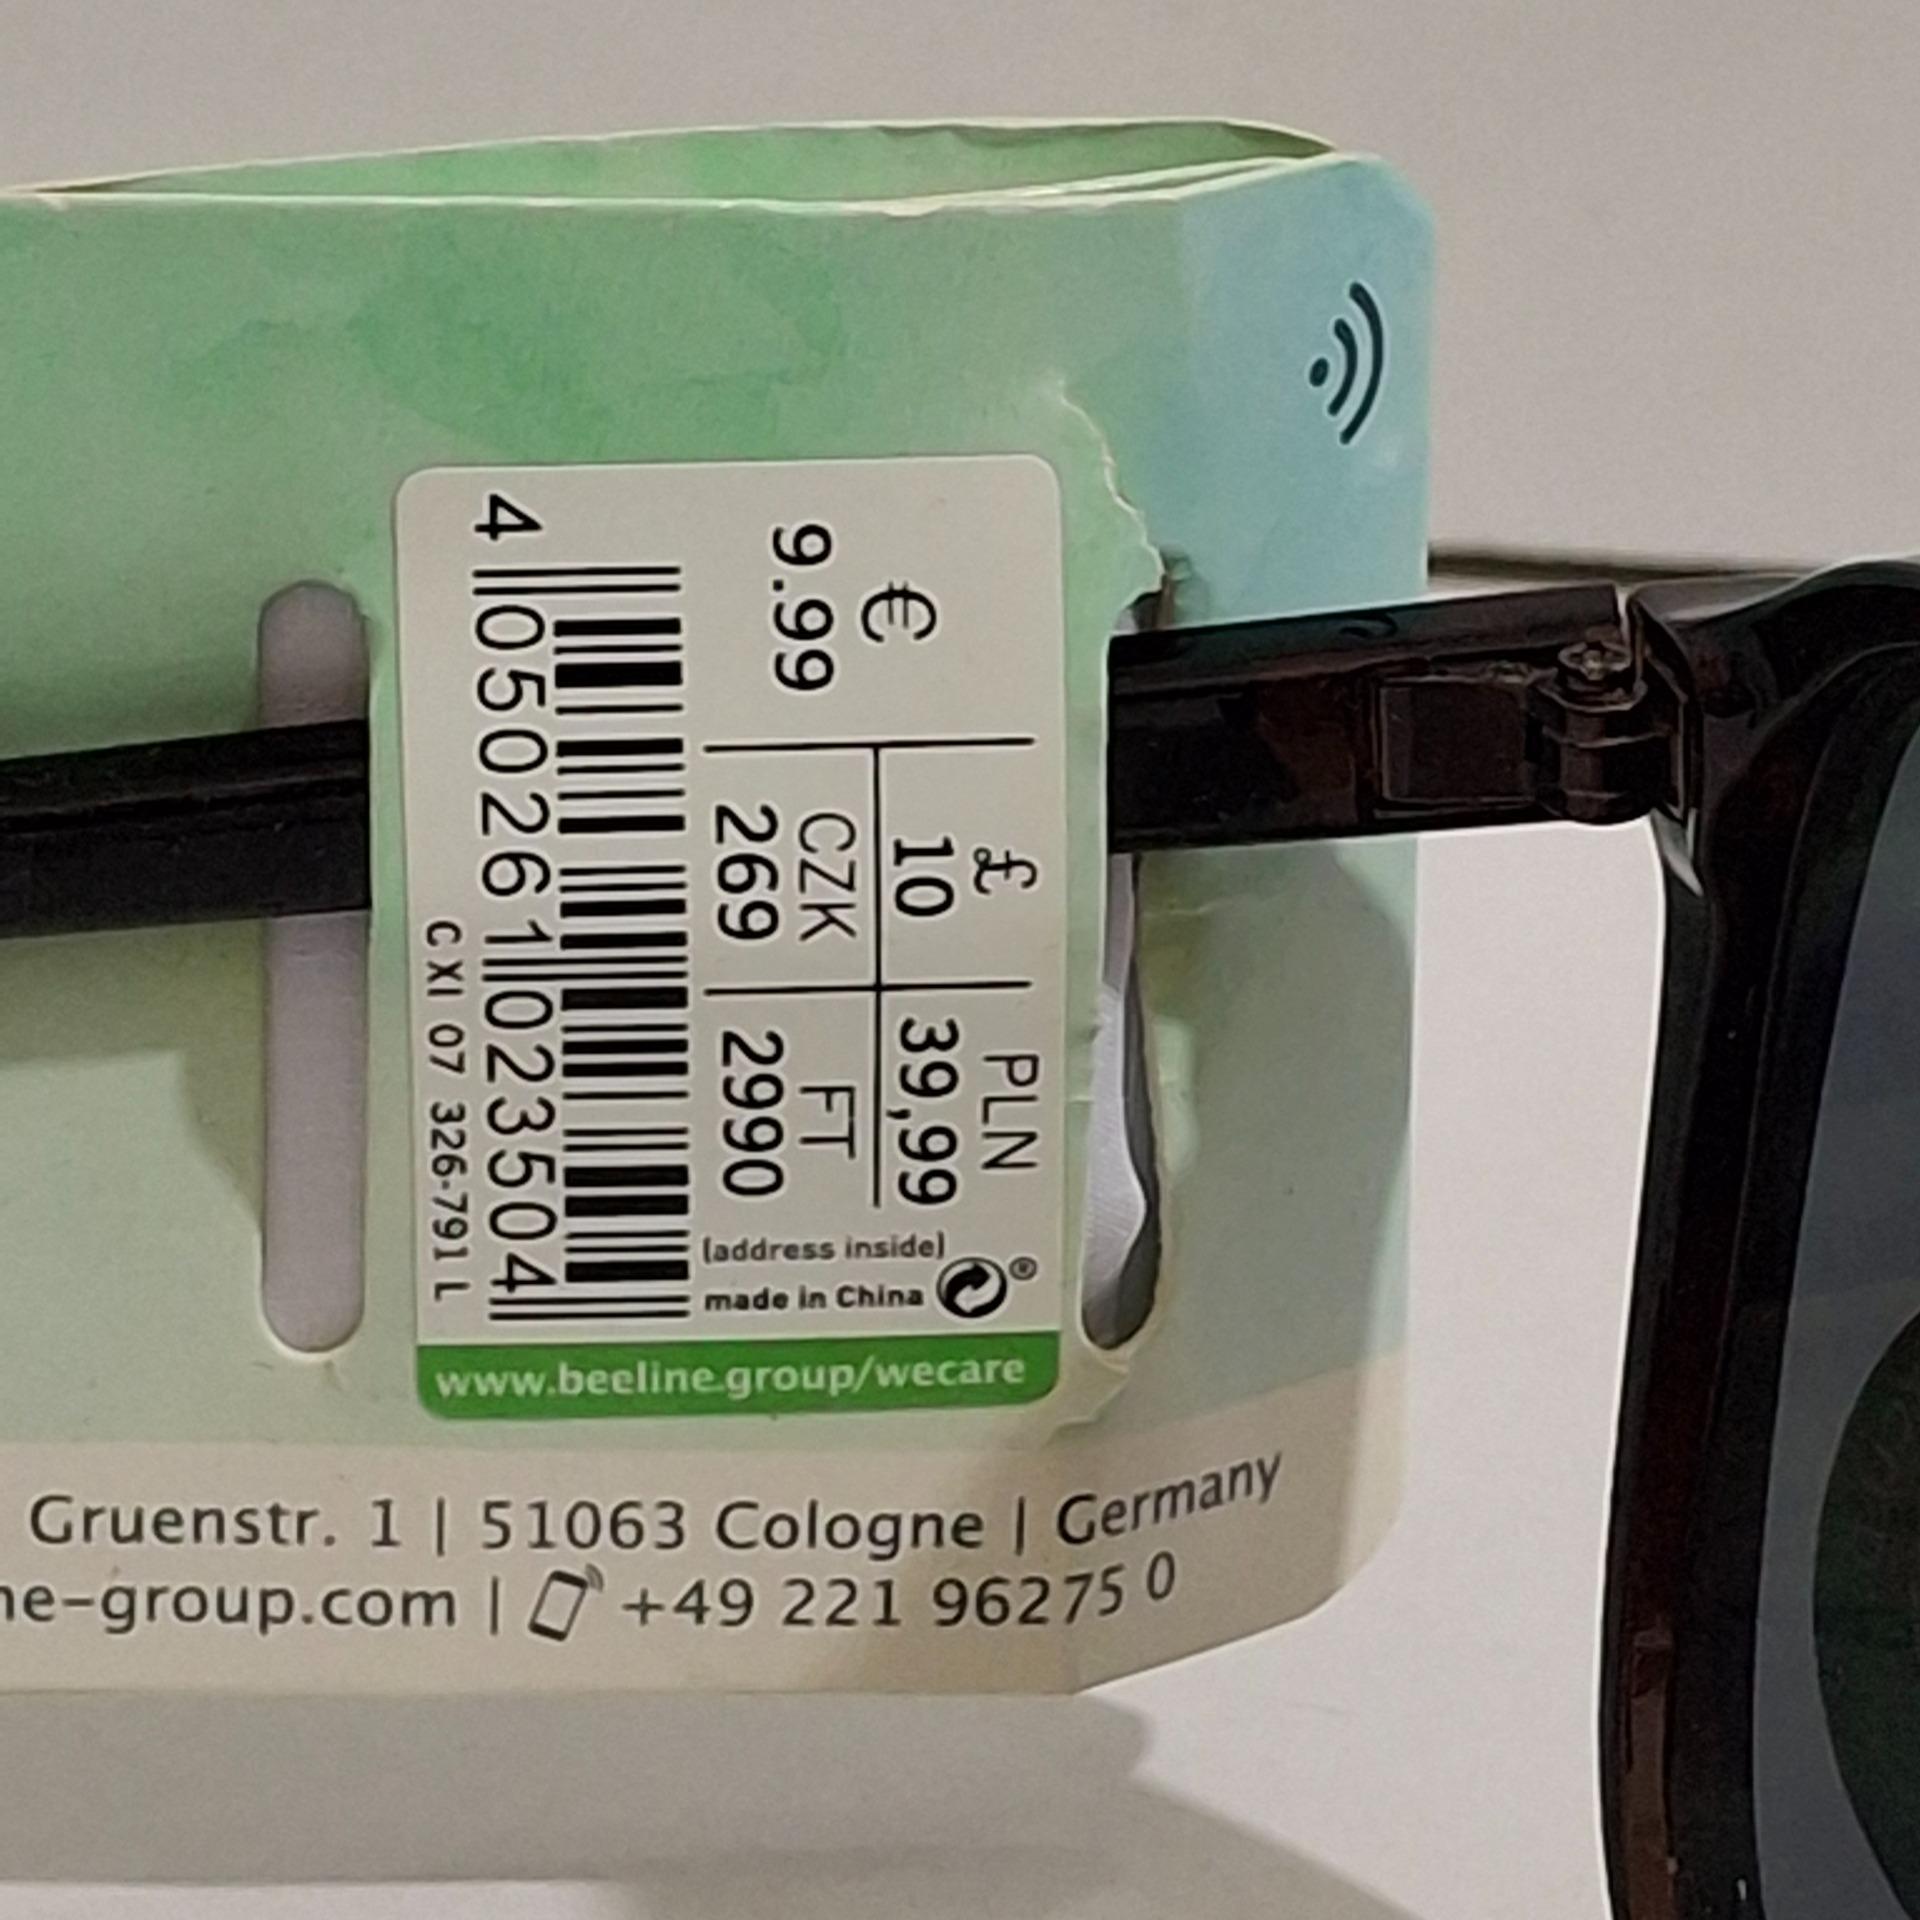 €
9.99
£
10
PLN
39,99
CZK
269
FT
2990
4 050261 023504
C XI 07 326-791 L
(address inside)
made in China
®
www.beeline.group/wecare
Gruenstr. 1 | 51063 Cologne | Germany
ne-group.com | +49 221 96275 0